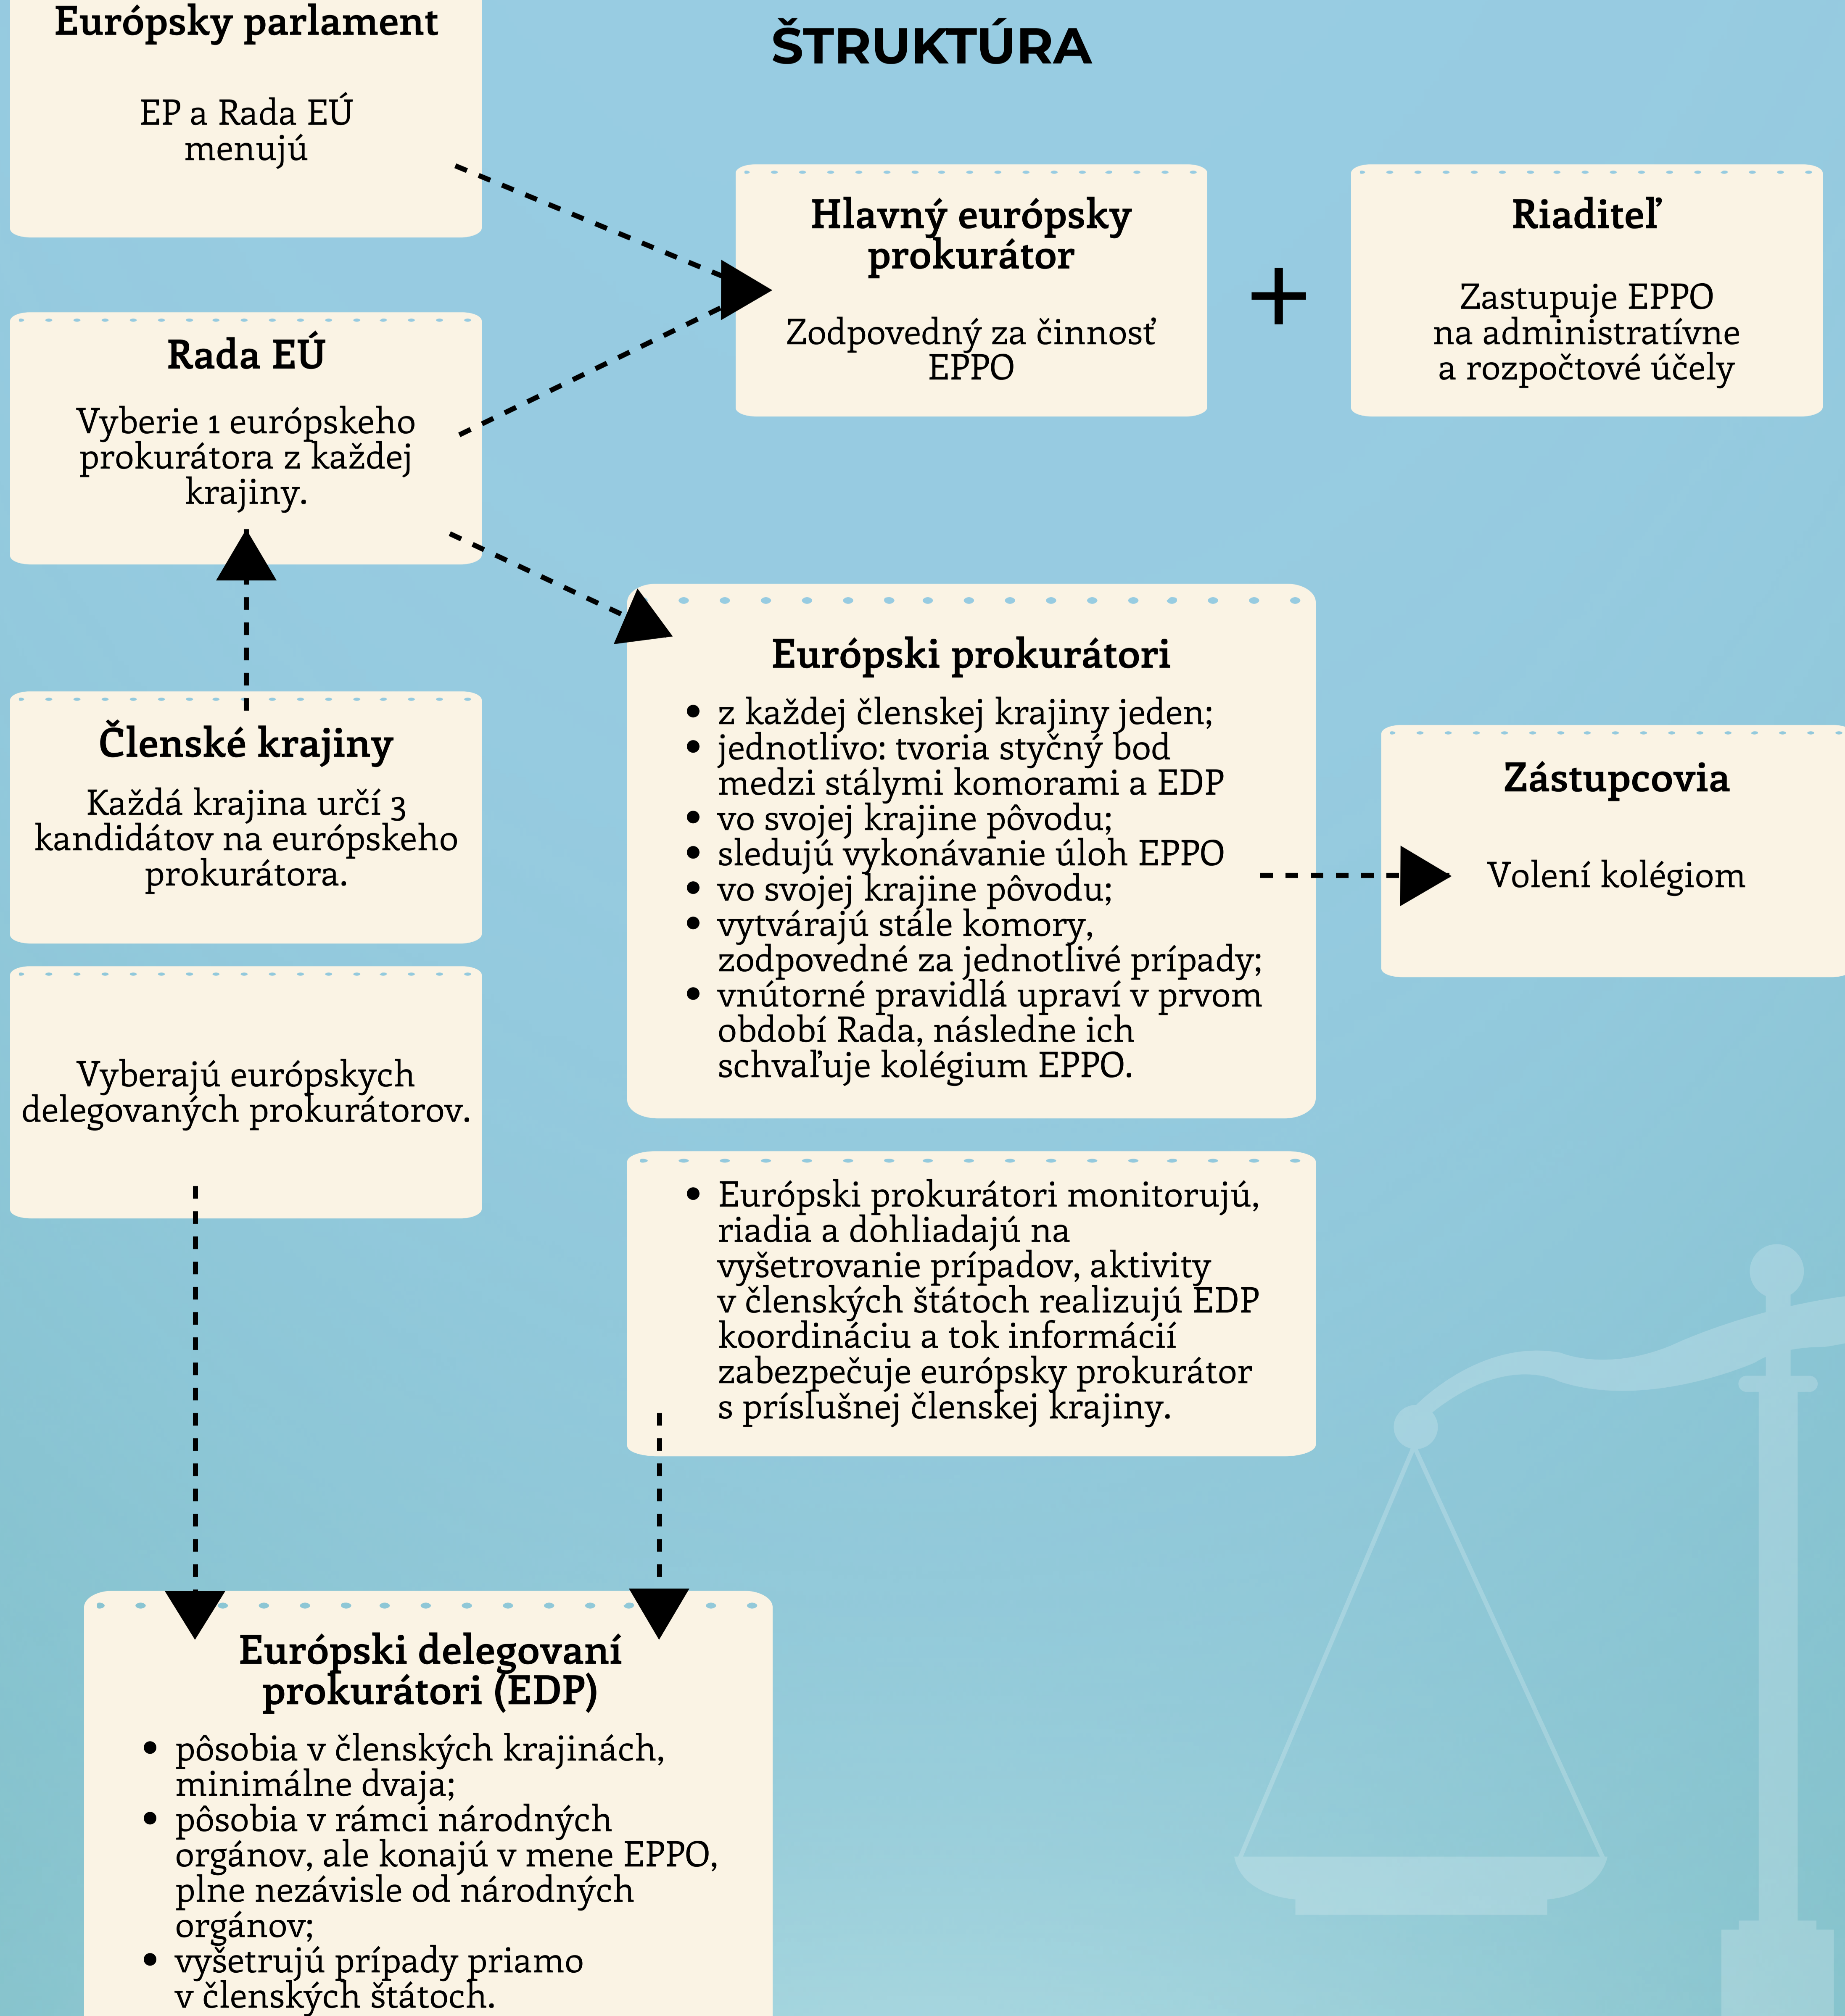 Európsky parlament
EP a Rada EÚ
menujú
ŠTRUKTÚRA
Hlavný európsky
prokurátor
Zodpovedný za činnosť
EPPO
+
Riaditeľ
Zastupuje EPPO
na administratívne
a rozpočtové účely
Rada EÚ
Vyberie 1 európskeho
prokurátora z každej
krajiny.
Členské krajiny
Každá krajina určí 3
kandidátov na európskeho
prokurátora.
Vyberajú európskych
delegovaných prokurátorov.
Európski prokurátori
• z každej členskej krajiny jeden;
• jednotlivo: tvoria styčný bod
medzi stálymi komorami a EDP
• vo svojej krajine pôvodu;
• sledujú vykonávanie úloh EPPO
• vo svojej krajine pôvodu;
• vytvárajú stále komory,
zodpovedné za jednotlivé prípady;
• vnútorné pravidlá upraví v prvom
období Rada, následne ich
schvaľuje kolégium EPPO.
Zástupcovia
Volení kolégiom
• Európski prokurátori monitorujú,
riadia a dohliadajú na
vyšetrovanie prípadov, aktivity
v členských štátoch realizujú EDP
koordináciu a tok informácií
zabezpečuje európsky prokurátor
s príslušnej členskej krajiny.
Európski delegovaní
prokurátori (EDP)
• pôsobia v členských krajinách,
minimálne dvaja;
• pôsobia v rámci národných
orgánov, ale konajú v mene EPPO,
plne nezávisle od národných
orgánov;
• vyšetrujú prípady priamo
v členských štátoch.